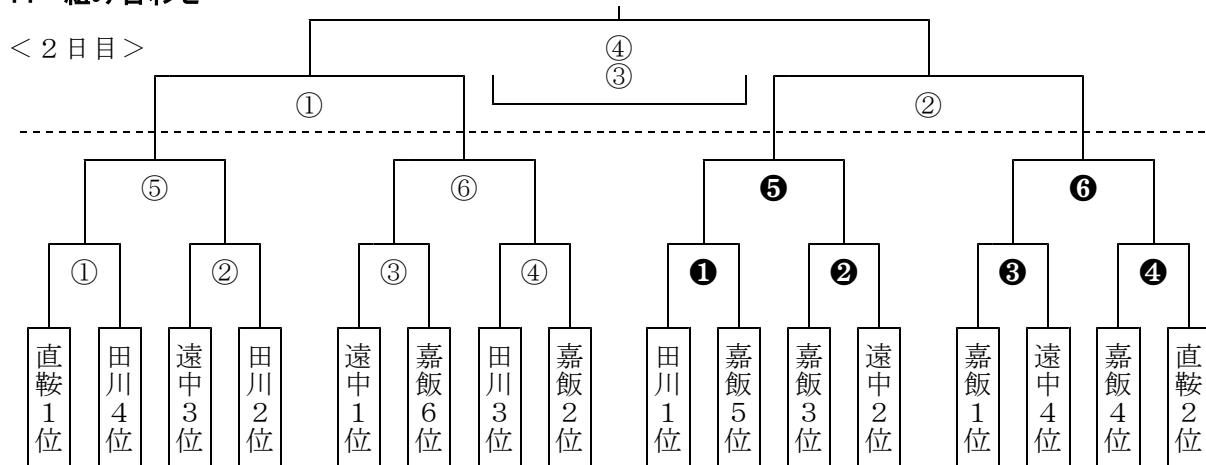 <２日目>
④
③
① ②
⑤ ⑥ ❺ ❻
① ② ③ ④ ❶ ❷ ❸ ❹
直鞍１位
田川４位
遠中３位
田川２位
遠中１位
嘉飯６位
田川３位
嘉飯２位
田川１位
嘉飯５位
嘉飯３位
遠中２位
嘉飯１位
遠中４位
嘉飯４位
直鞍２位